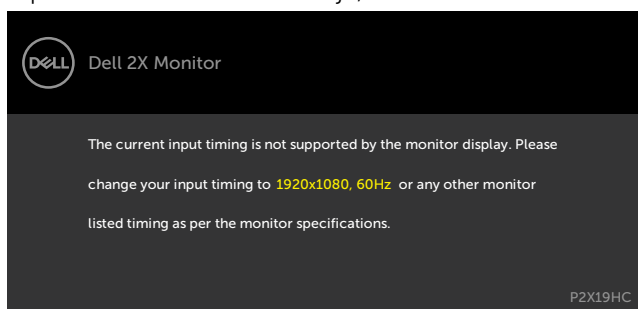 DELL
Dell 2X Monitor
The current input timing is not supported by the monitor display. Please
change your input timing to 1920x1080, 60Hz or any other monitor
listed timing as per the monitor specifications.
P2X19HC